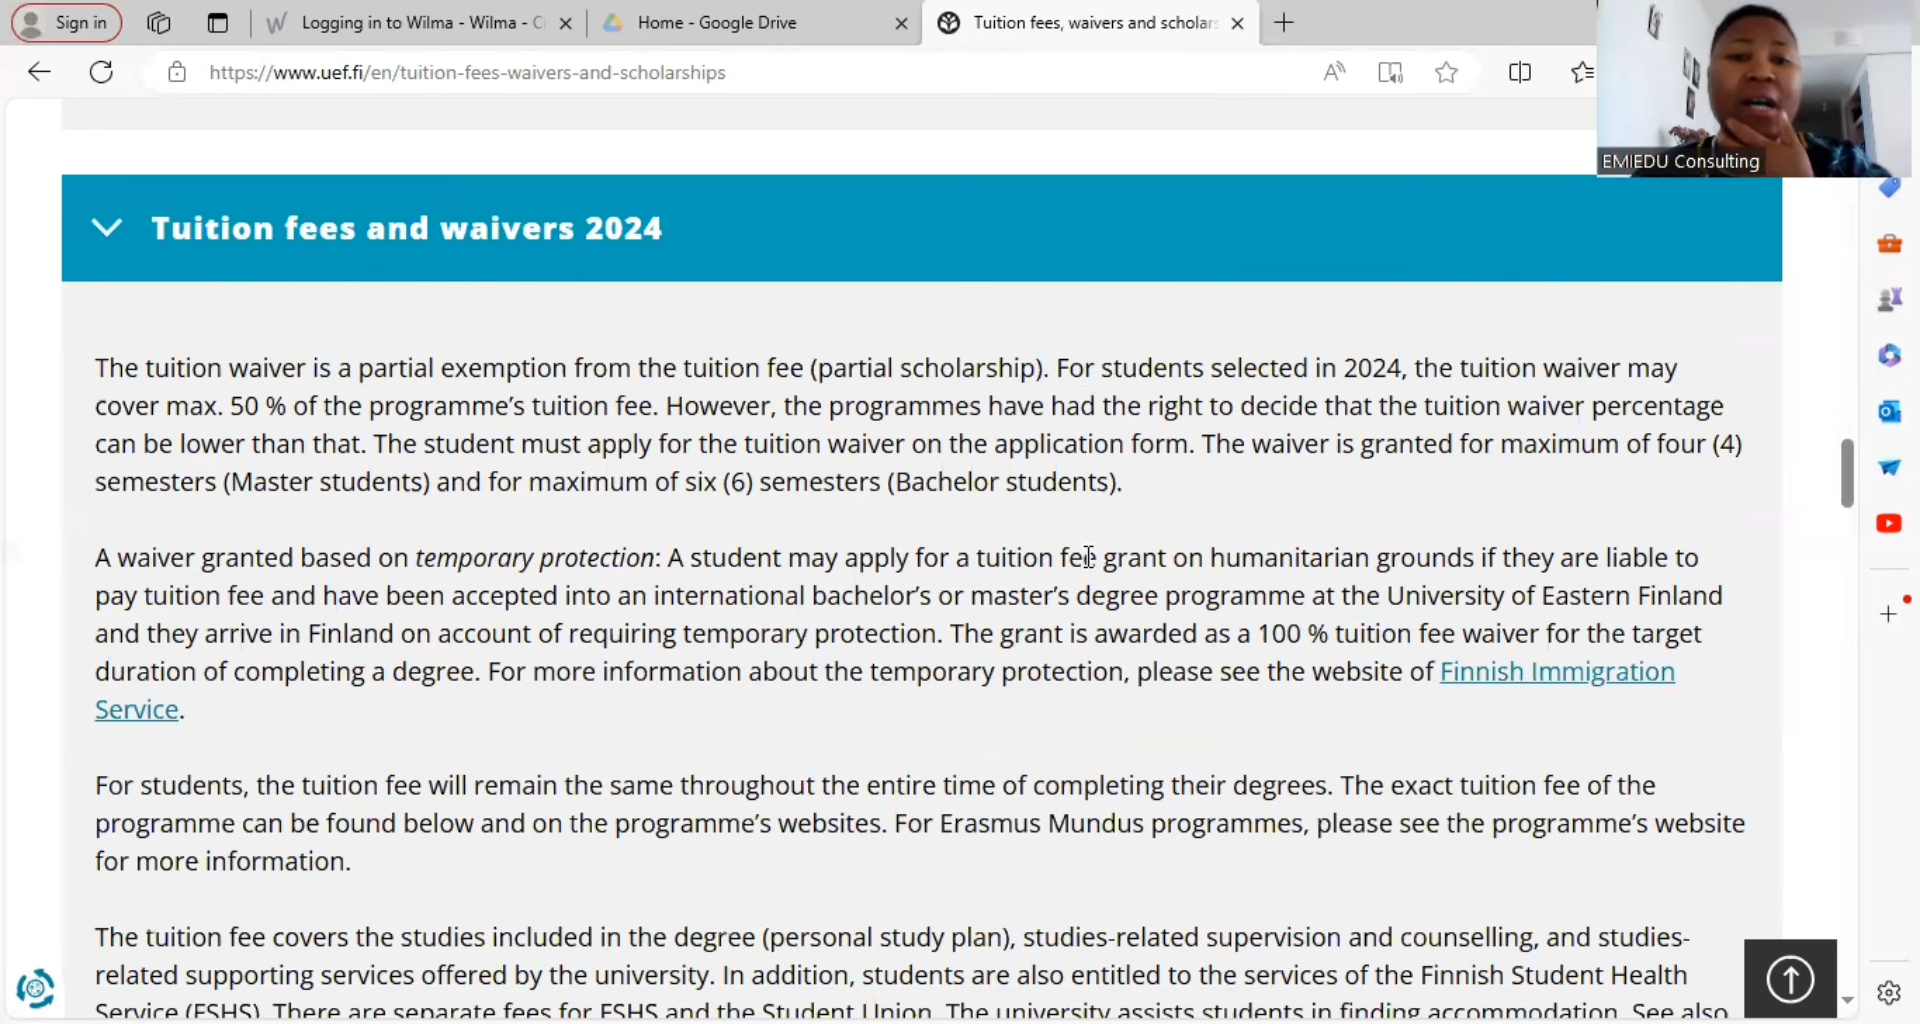 Sign in
Logging in to Wilma - Wilma - C
Home - Google Drive
Tuition fees, waivers and scholars
https://www.uef.fi/en/tuition-fees-waivers-and-scholarships
EMIEDU Consulting
Tuition fees and waivers 2024
The tuition waiver is a partial exemption from the tuition fee (partial scholarship). For students selected in 2024, the tuition waiver may
cover max. 50 % of the programme’s tuition fee. However, the programmes have had the right to decide that the tuition waiver percentage
can be lower than that. The student must apply for the tuition waiver on the application form. The waiver is granted for maximum of four (4)
semesters (Master students) and for maximum of six (6) semesters (Bachelor students).
A waiver granted based on temporary protection: A student may apply for a tuition fee grant on humanitarian grounds if they are liable to
pay tuition fee and have been accepted into an international bachelor’s or master’s degree programme at the University of Eastern Finland
and they arrive in Finland on account of requiring temporary protection. The grant is awarded as a 100 % tuition fee waiver for the target
duration of completing a degree. For more information about the temporary protection, please see the website of Finnish Immigration
Service.
For students, the tuition fee will remain the same throughout the entire time of completing their degrees. The exact tuition fee of the
programme can be found below and on the programme’s websites. For Erasmus Mundus programmes, please see the programme’s website
for more information.
The tuition fee covers the studies included in the degree (personal study plan), studies-related supervision and counselling, and studies-
related supporting services offered by the university. In addition, students are also entitled to the services of the Finnish Student Health
Service (FSHS). There are separate fees for FSHS and the Student Union. The university assists students in finding accommodation. See also